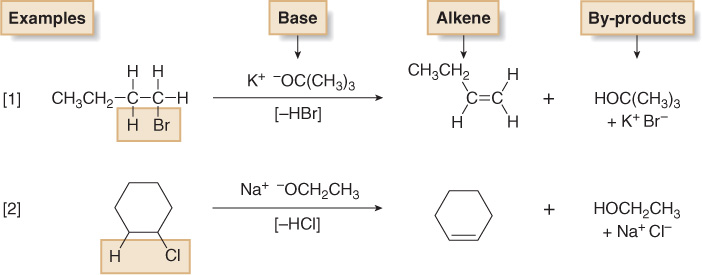 Examples Base Alkene By-products
[1] H H
CH₃CH₂–C–C–H
H Br
K⁺ ⁻OC(CH₃)₃
[–HBr]
CH₃CH₂ H
C=C
H H
+
HOC(CH₃)₃
+ K⁺ Br⁻
[2] H Cl
Na⁺ ⁻OCH₂CH₃
[–HCl]
+
HOCH₂CH₃
+ Na⁺ Cl⁻